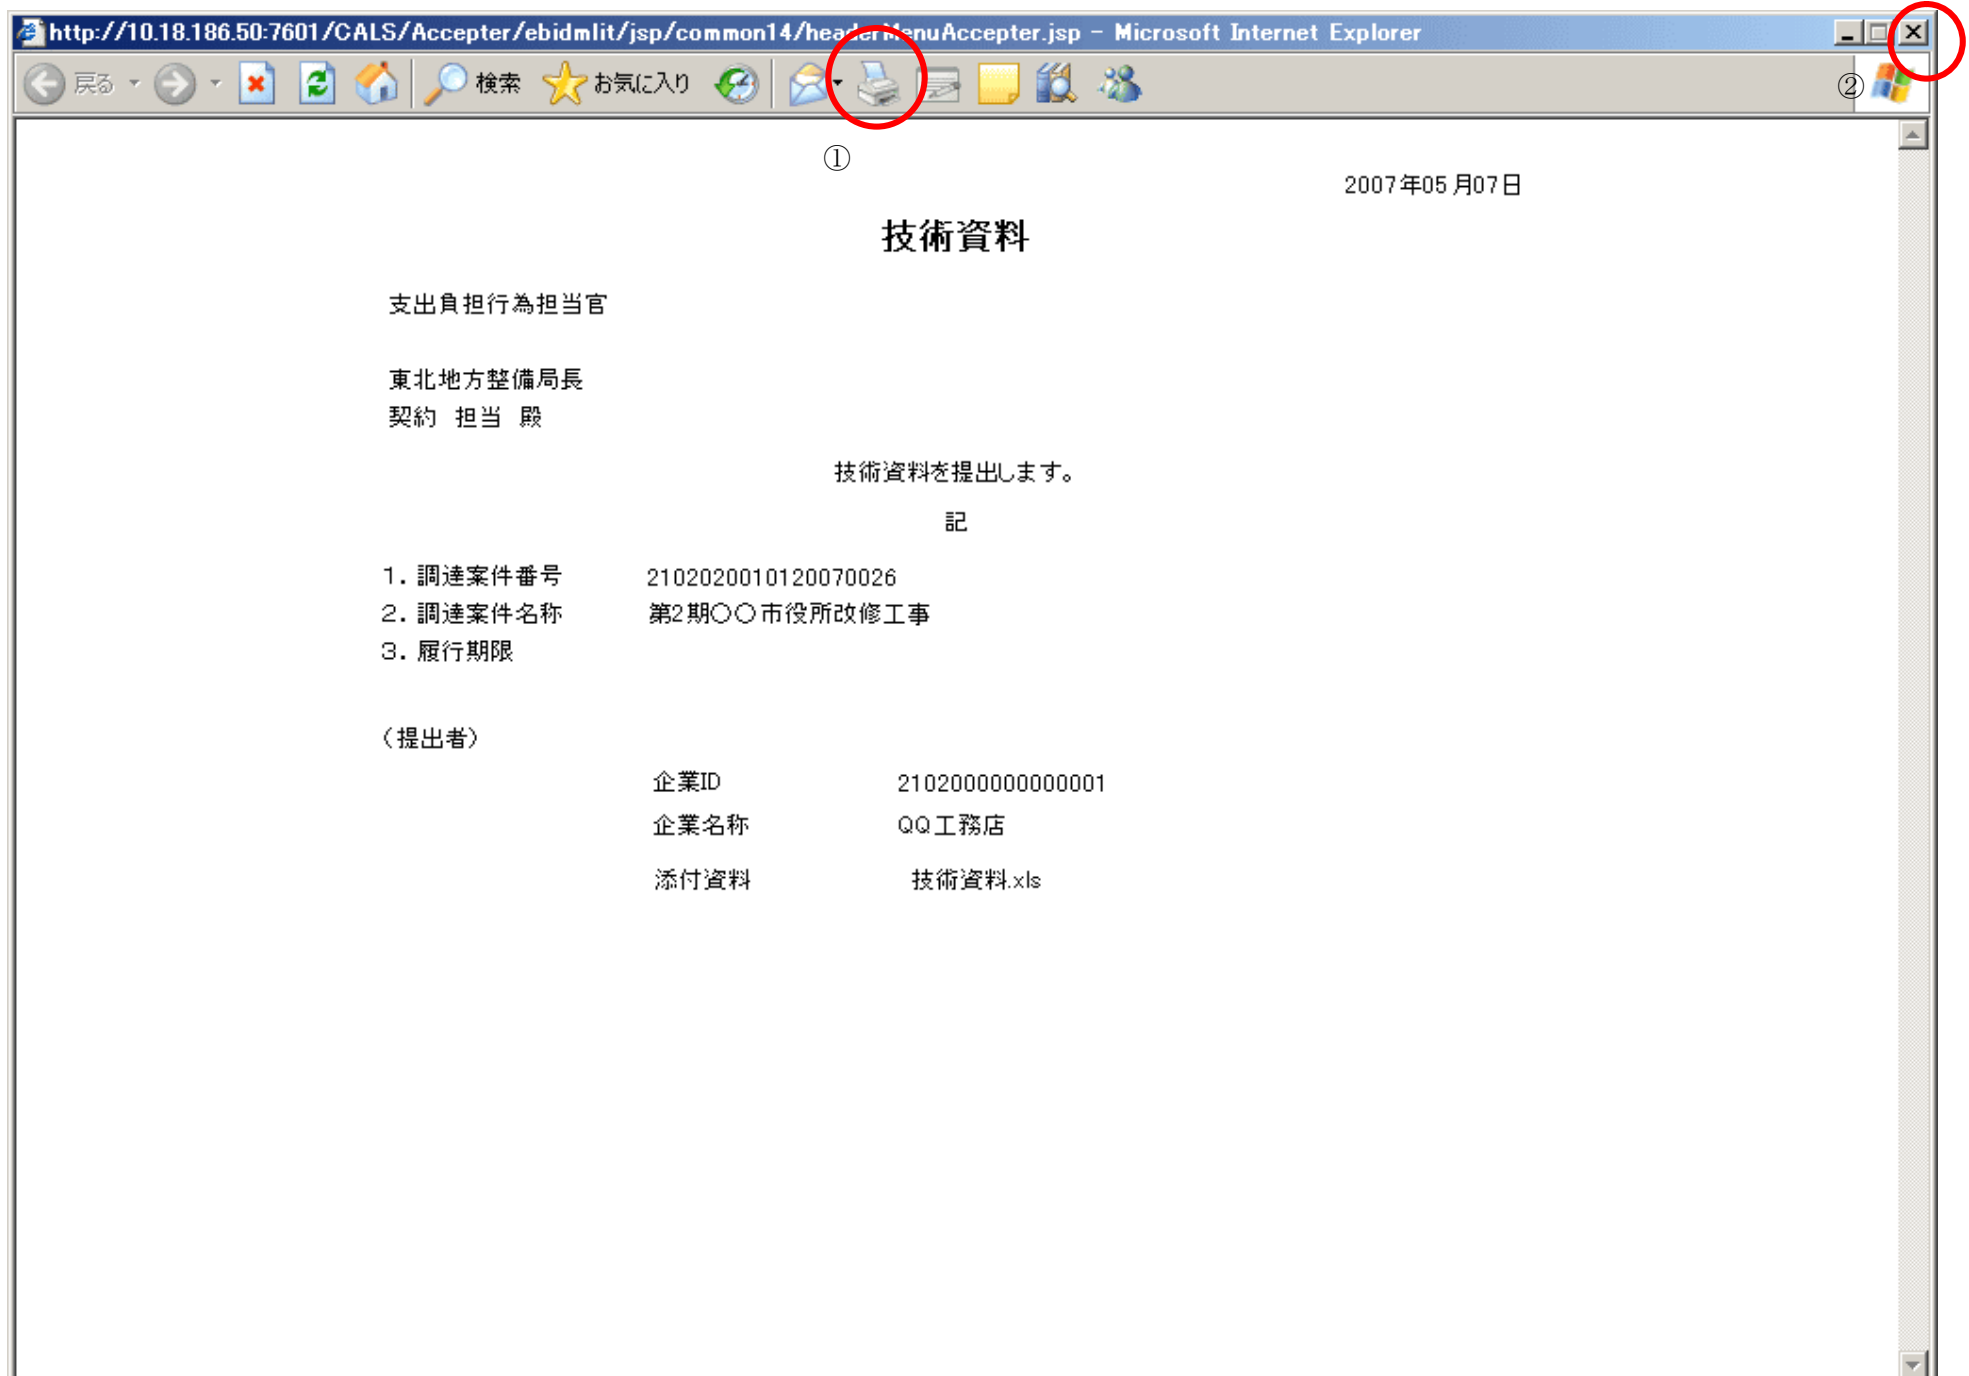 http://10.18.186.50:7601/CALS/Accepter/ebidmlit/jsp/common14/headerMenuAccepter.jsp - Microsoft Internet Explorer
戻る 検索 お気に入り
②
①
2007年05月07日
技術資料
支出負担行為担当官
東北地方整備局長
契約 担当 殿
技術資料を提出します。
記
1．調達案件番号 2102020010120070026
2．調達案件名称 第2期〇〇市役所改修工事
3．履行期限
（提出者）
企業ID 2102000000000001
企業名称 QQ工務店
添付資料 技術資料.xls